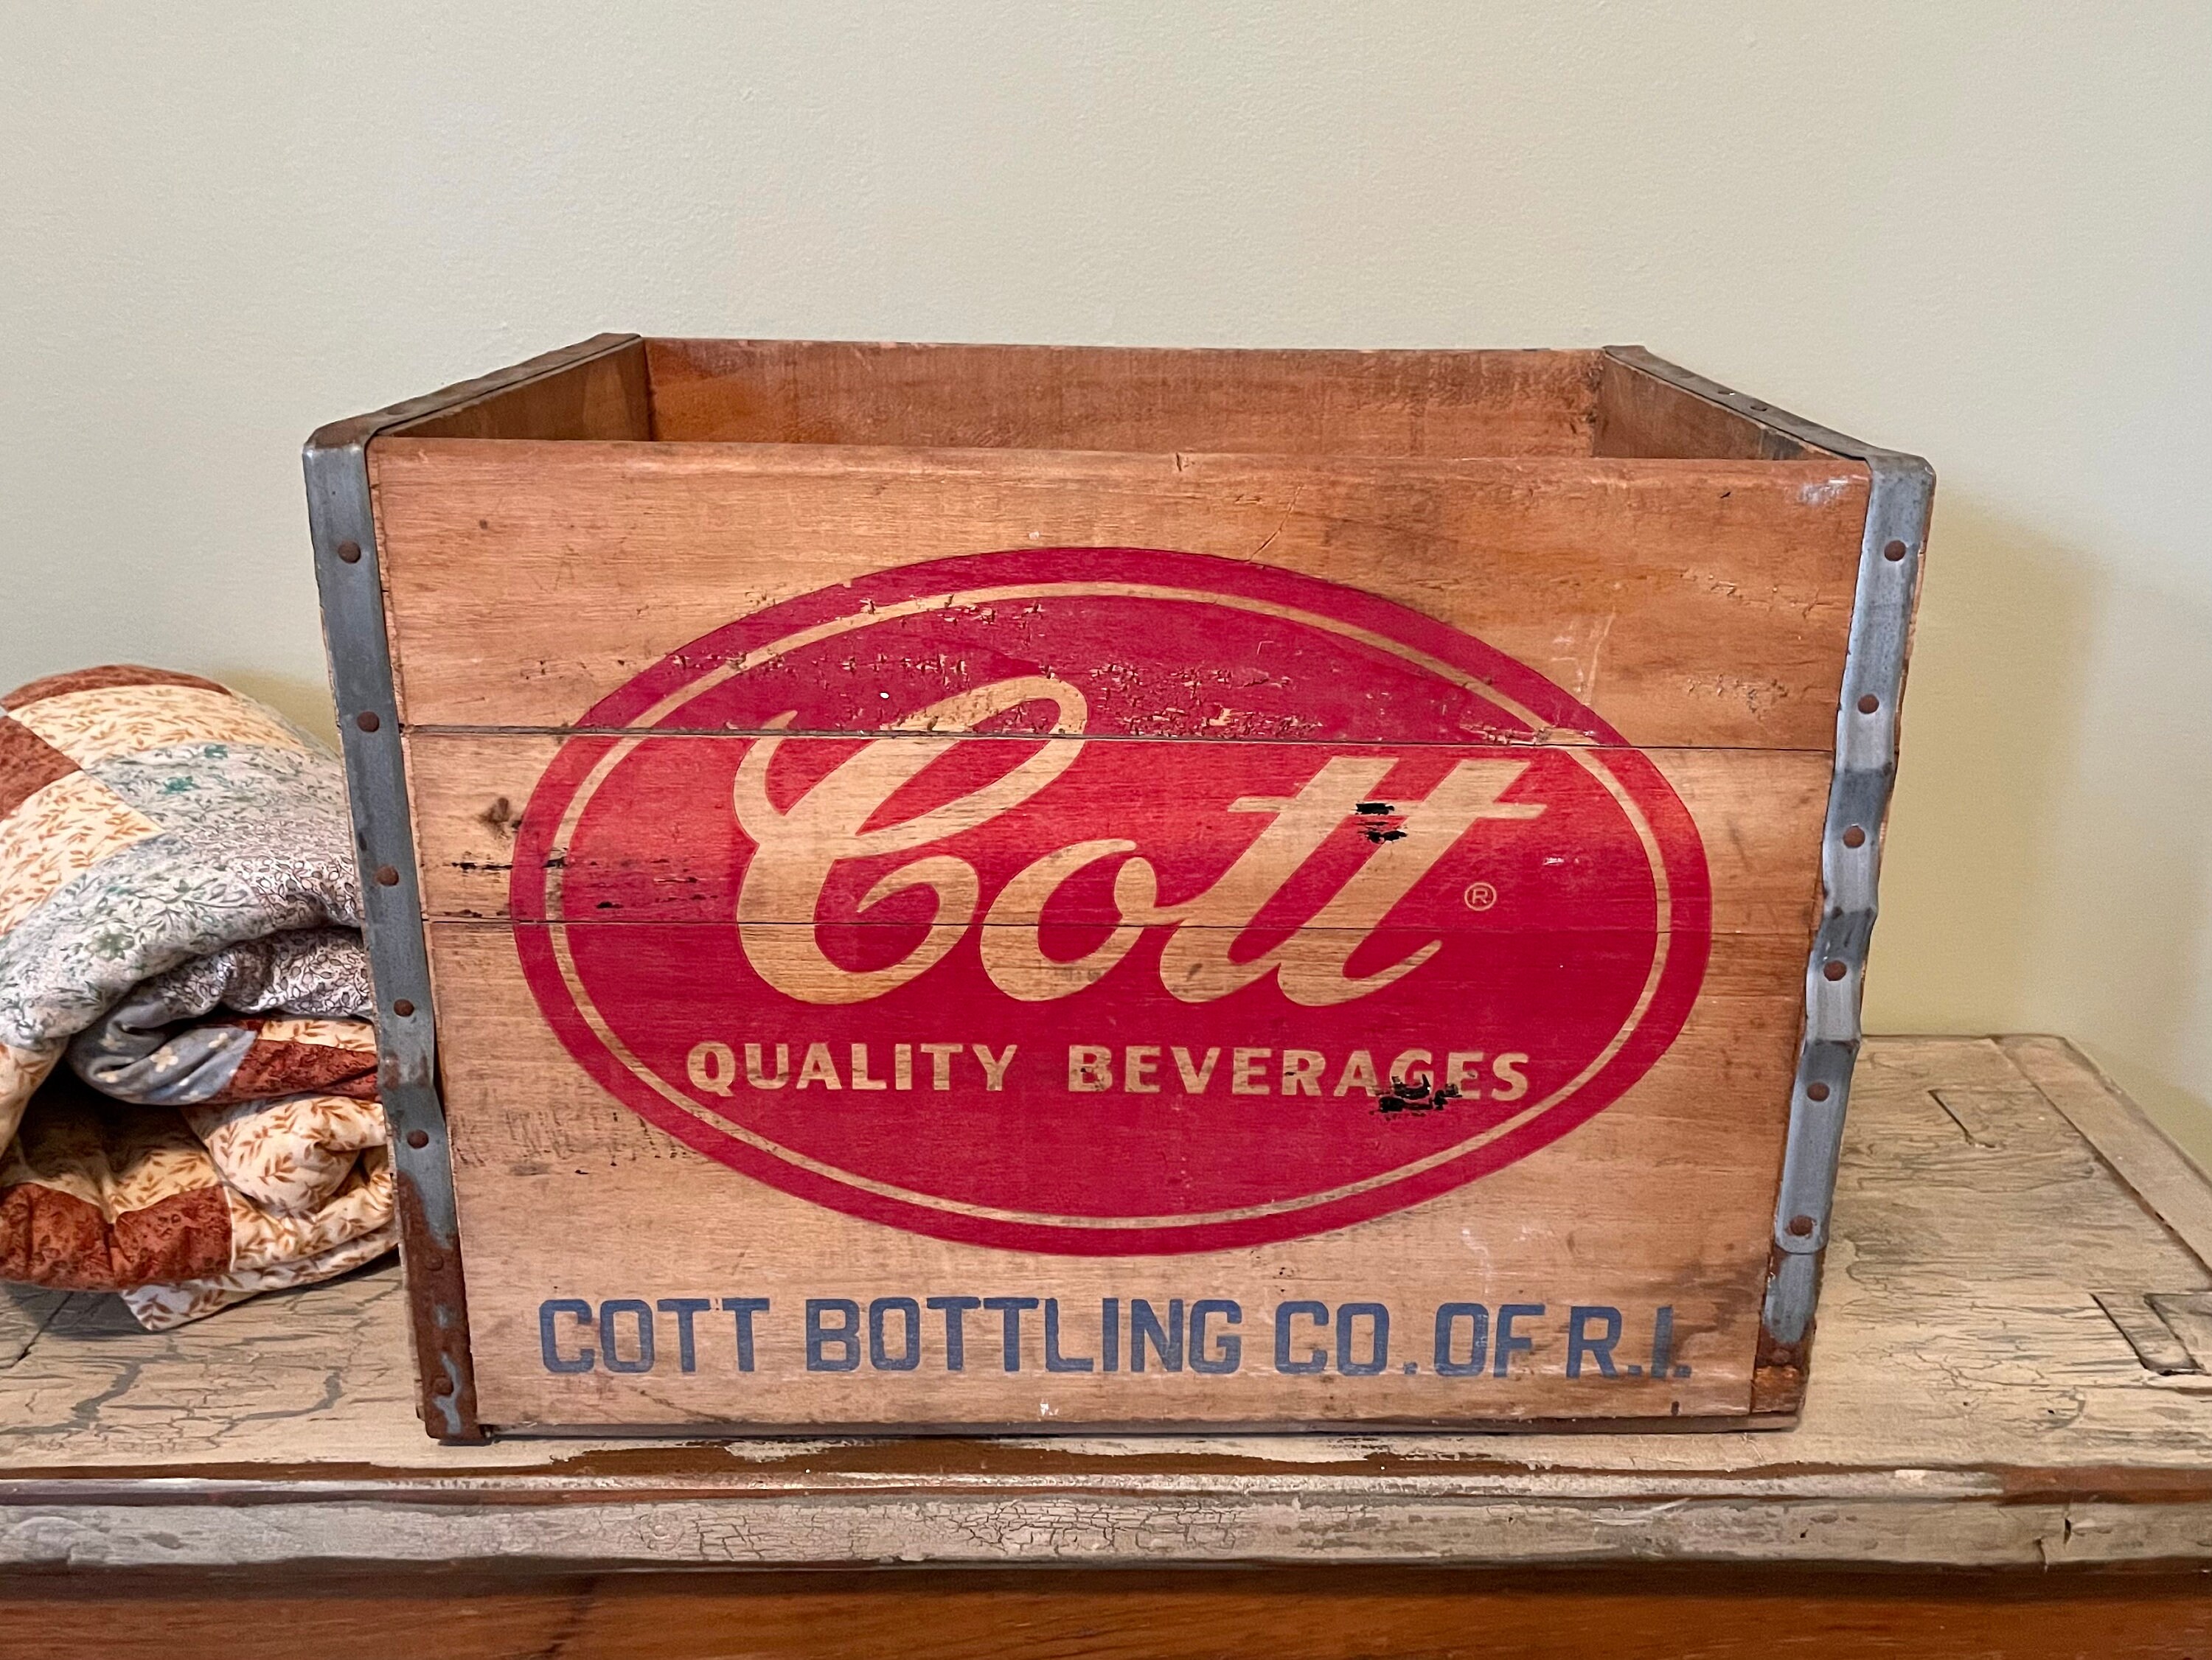 Cott ®
QUALITY BEVERAGES
COTT BOTTLING CO. OF R.I.